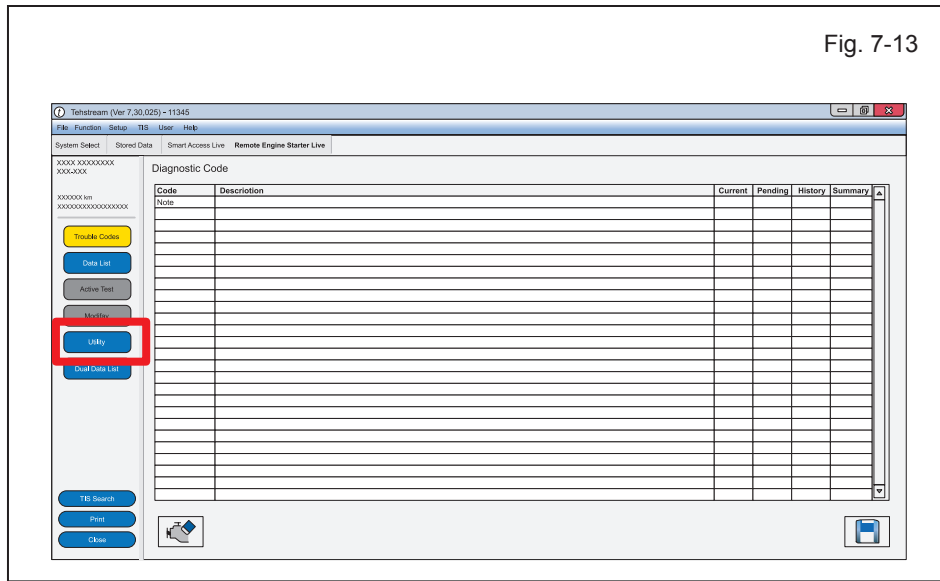 Fig. 7-13
Tehstream (Ver 7,30,025) - 11345
File Function Setup TIS User Help
System Select Stored Data Smart Access Live Remote Engine Starter Live
XXXX XXXXXXXX
XXX-XXX
XXXXXX km
XXXXXXXXXXXXXXXXX
Trouble Codes
Data List
Active Test
Modifay
Utility
Dual Data List
TIS Search
Print
Close
Diagnostic Code
Code Descriotion Current Pending History Summary
Note